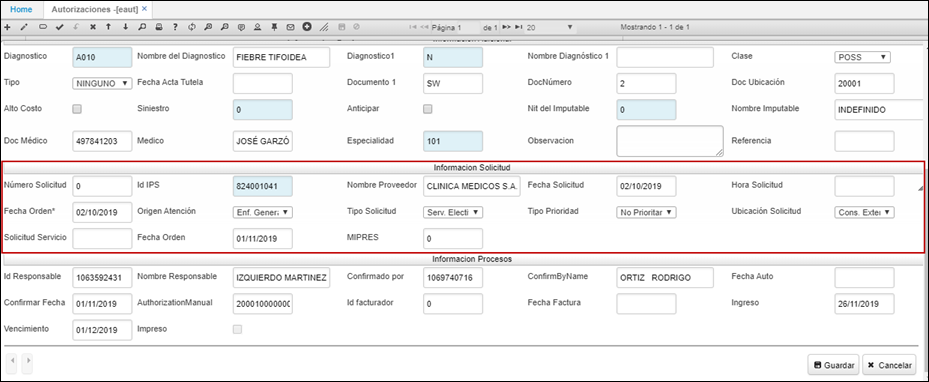 Home Autorizaciones -[eaut] ×
Página 1 de 1 20 Mostrando 1 - 1 de 1
Diagnostico A010 Nombre del Diagnostico FIEBRE TIFOIDEA Diagnostico1 N Nombre Diagnóstico 1 Clase POSS
Tipo NINGUNO Fecha Acta Tutela Documento 1 SW DocNúmero 2 Doc Ubicación 20001
Alto Costo Siniestro 0 Anticipar Nit del Imputable 0 Nombre Imputable INDEFINIDO
Doc Médico 497841203 Medico JOSÉ GARZÓ Especialidad 101 Observacion Referencia
Informacion Solicitud
Número Solicitud 0 Id IPS 824001041 Nombre Proveedor CLINICA MEDICOS S.A. Fecha Solicitud 02/10/2019 Hora Solicitud
Fecha Orden* 02/10/2019 Origen Atención Enf. Genera Tipo Solicitud Serv. Electi Tipo Prioridad No Prioritar Ubicación Solicitud Cons. Exter
Solicitud Servicio Fecha Orden 01/11/2019 MIPRES 0
Informacion Procesos
Id Responsable 1063592431 Nombre Responsable IZQUIERDO MARTINEZ Confirmado por 1069740716 ConfirmByName ORTIZ RODRIGO Fecha Auto
Confirmar Fecha 01/11/2019 AuthorizationManual Id facturador 0 Fecha Factura Ingreso 26/11/2019
Vencimiento 01/12/2019 Impreso
Guardar Cancelar